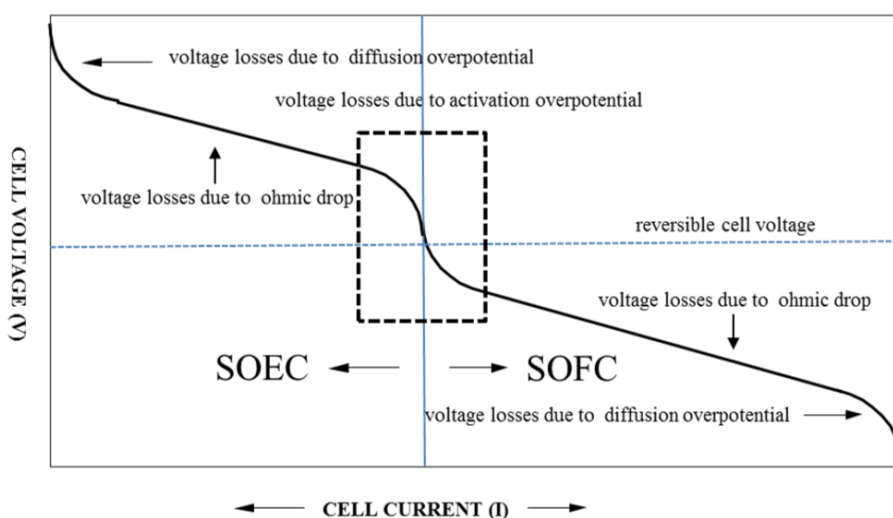 voltage losses due to  diffusion overpotential
voltage losses due to activation overpotential
voltage losses due to  ohmic drop
reversible cell voltage
voltage losses due to  ohmic drop
SOEC
SOFC
voltage losses due to  diffusion overpotential
CELL VOLTAGE (V)
CELL CURRENT (I)